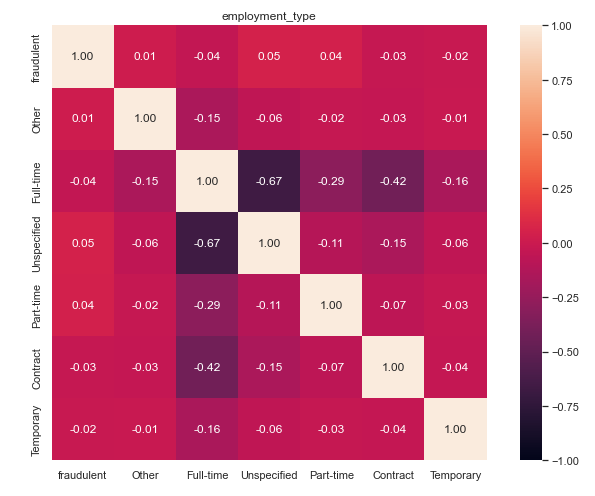 employment_type
fraudulent 1.00 0.01 -0.04 0.05 0.04 -0.03 -0.02
Other 0.01 1.00 -0.15 -0.06 -0.02 -0.03 -0.01
Full-time -0.04 -0.15 1.00 -0.67 -0.29 -0.42 -0.16
Unspecified 0.05 -0.06 -0.67 1.00 -0.11 -0.15 -0.06
Part-time 0.04 -0.02 -0.29 -0.11 1.00 -0.07 -0.03
Contract -0.03 -0.03 -0.42 -0.15 -0.07 1.00 -0.04
Temporary -0.02 -0.01 -0.16 -0.06 -0.03 -0.04 1.00
fraudulent Other Full-time Unspecified Part-time Contract Temporary
1.00
0.75
0.50
0.25
0.00
-0.25
-0.50
-0.75
-1.00